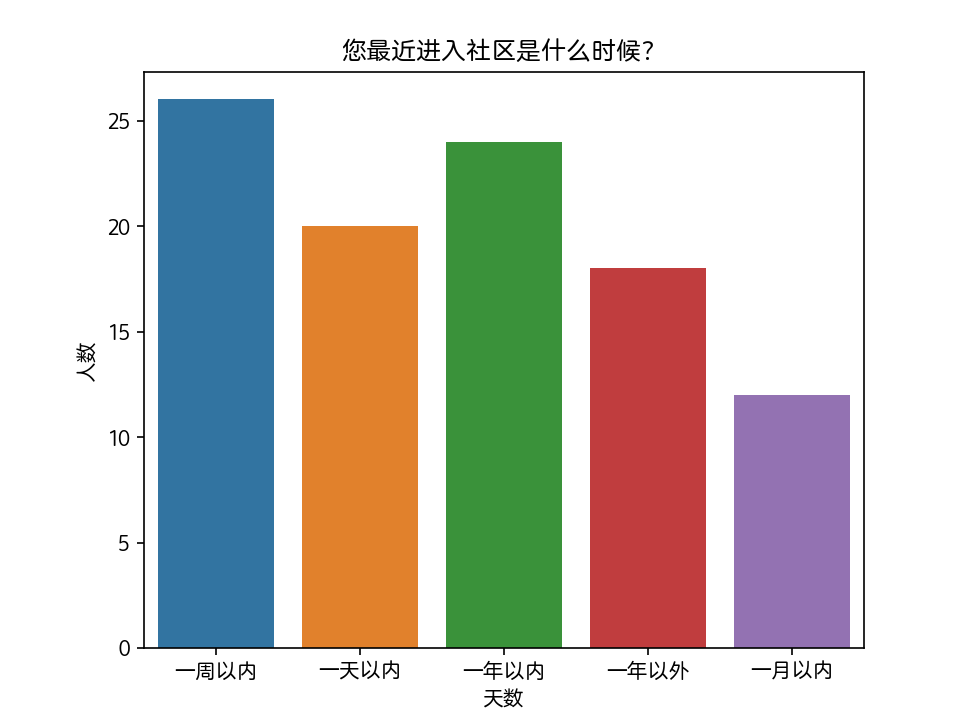 您最近进入社区是什么时候？
人数
25
20
15
10
5
0
一周以内
一天以内
一年以内
一年以外
一月以内
天数